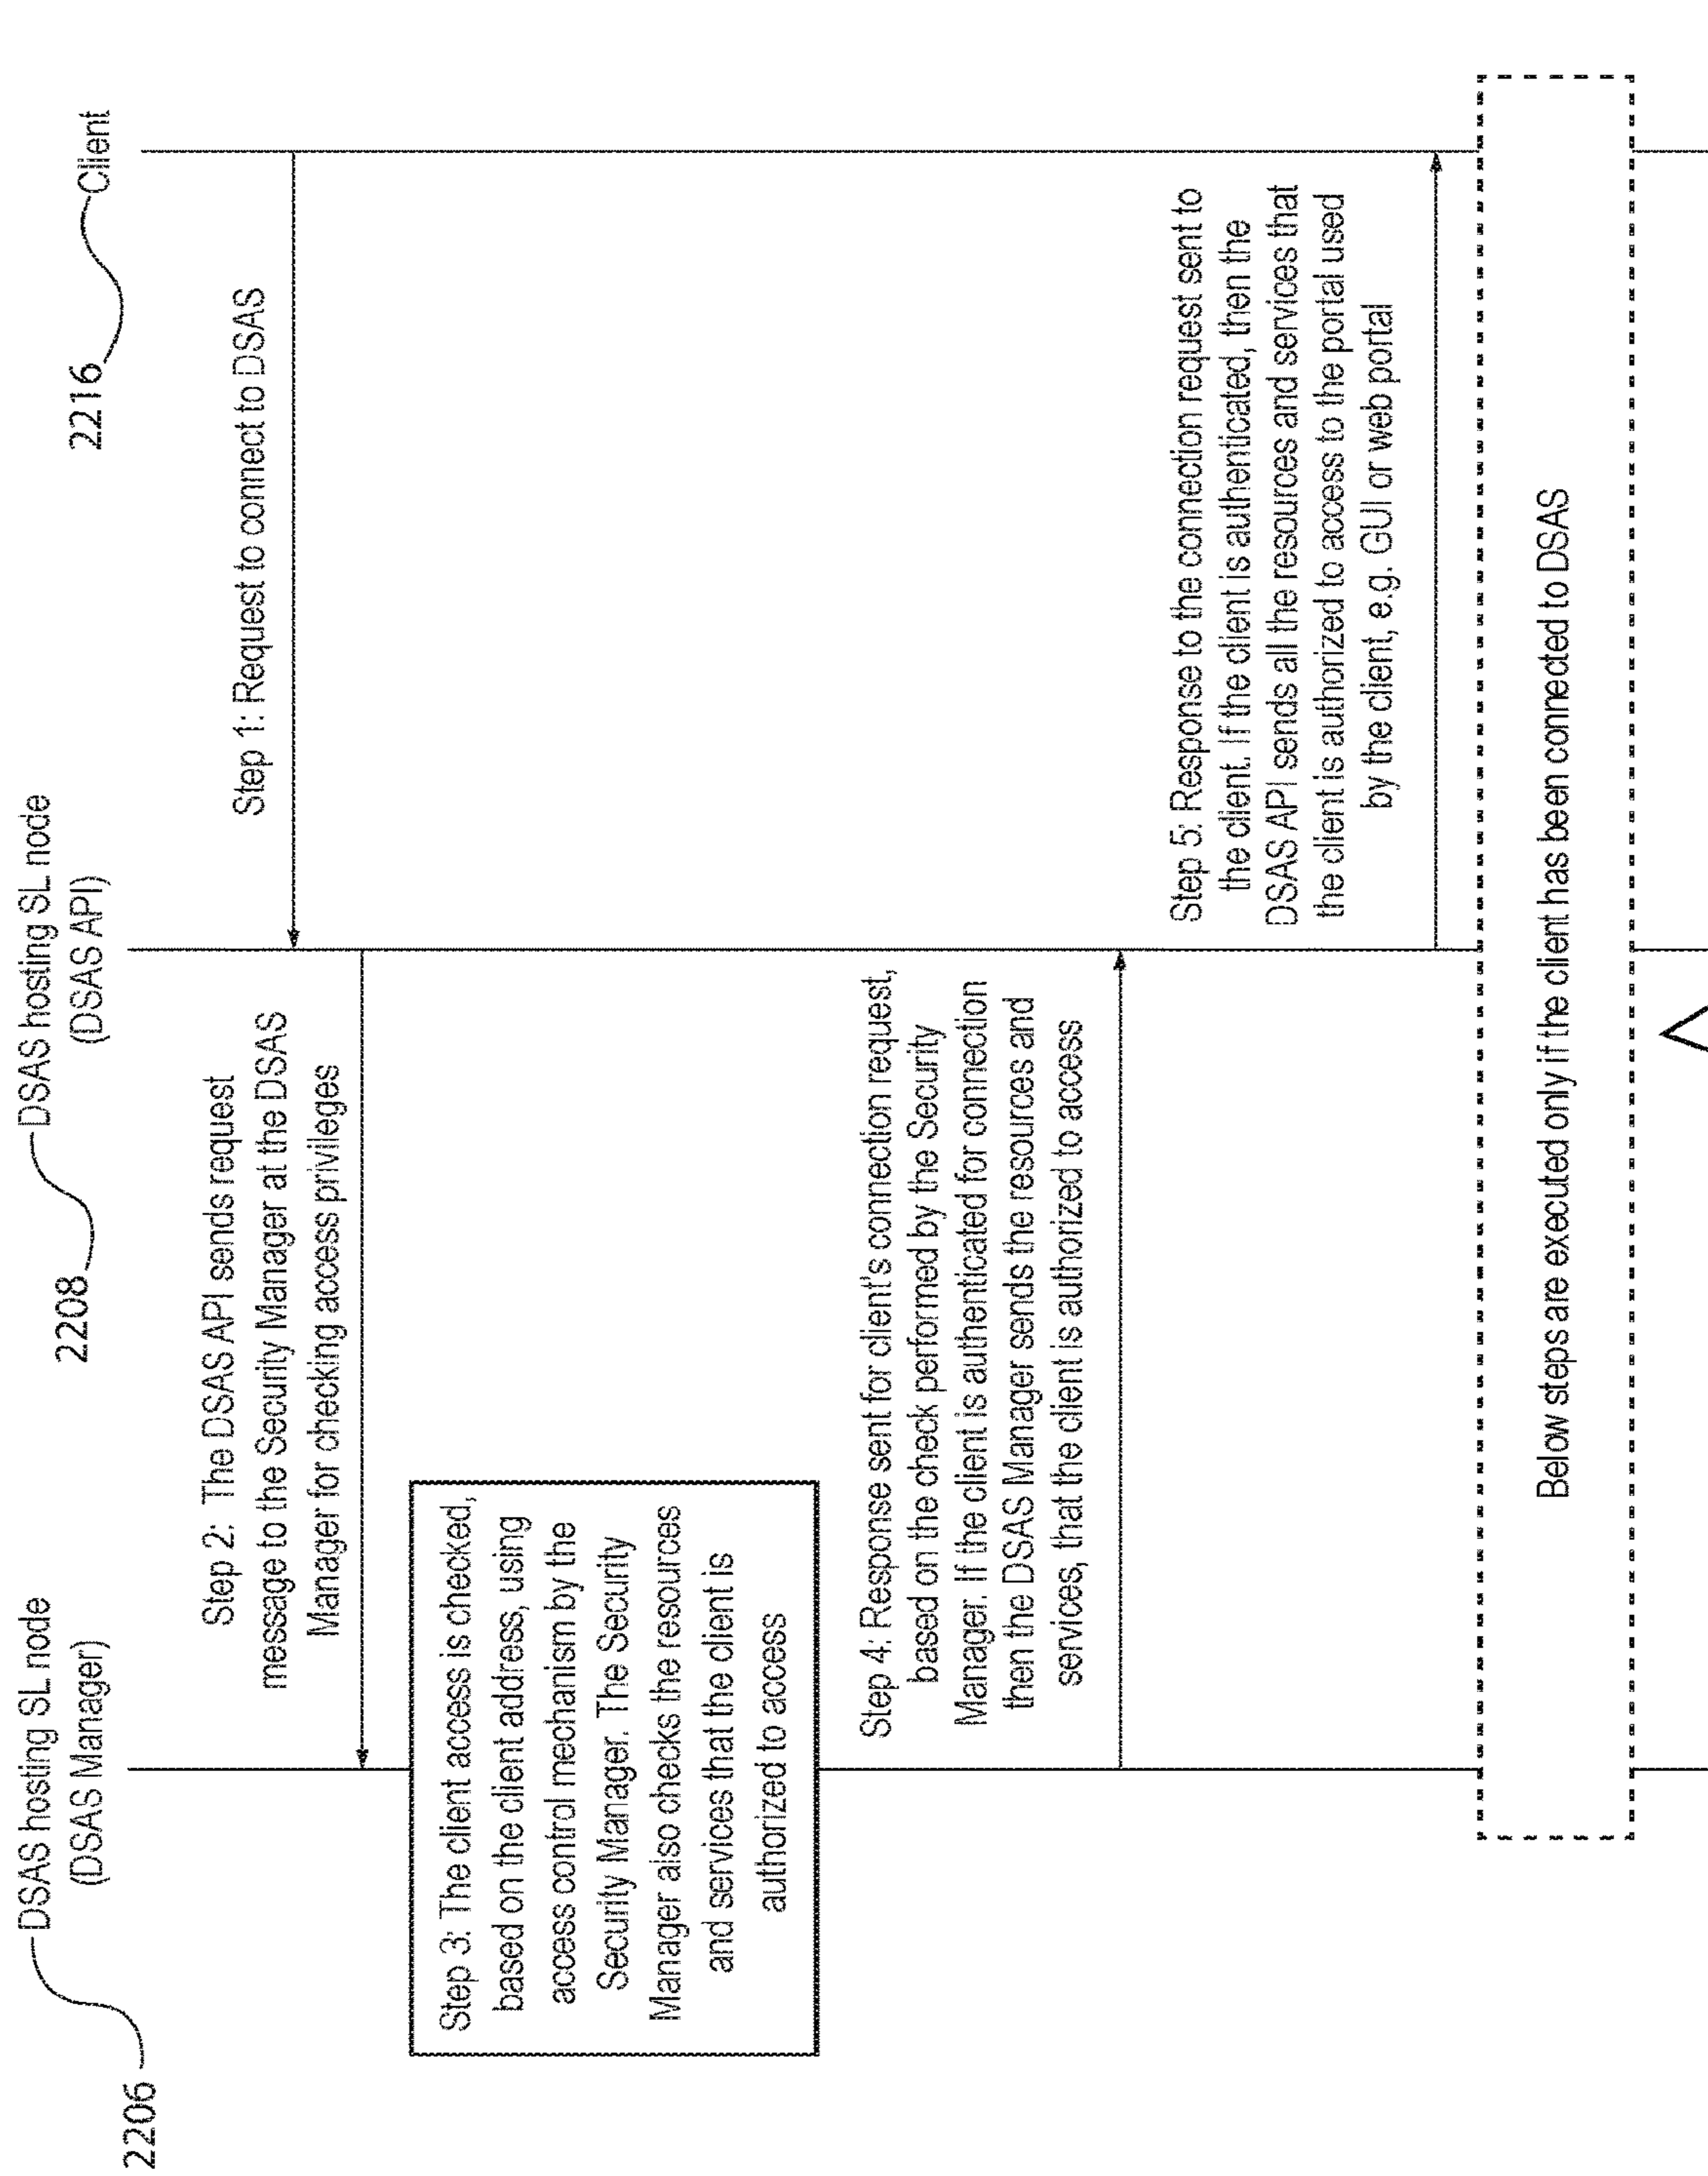 2206
DSAS hosting SL node
(DSAS Manager)
2208
DSAS hosting SL node
(DSAS API)
2216
Client
Step 1: Request to connect to DSAS
Step 2: The DSAS API sends request
message to the Security Manager at the DSAS
Manager for checking access privileges
Step 3: The client access is checked,
based on the client address, using
access control mechanism by the
Security Manager. The Security
Manager also checks the resources
and services that the client is
authorized to access
Step 4: Response sent for client's connection request,
based on the check performed by the Security
Manager. If the client is authenticated for connection
then the DSAS Manager sends the resources and
services, that the client is authorized to access
Step 5: Response to the connection request sent to
the client. If the client is authenticated, then the
DSAS API sends all the resources and services that
the client is authorized to access to the portal used
by the client, e.g. GUI or web portal
Below steps are executed only if the client has been connected to DSAS